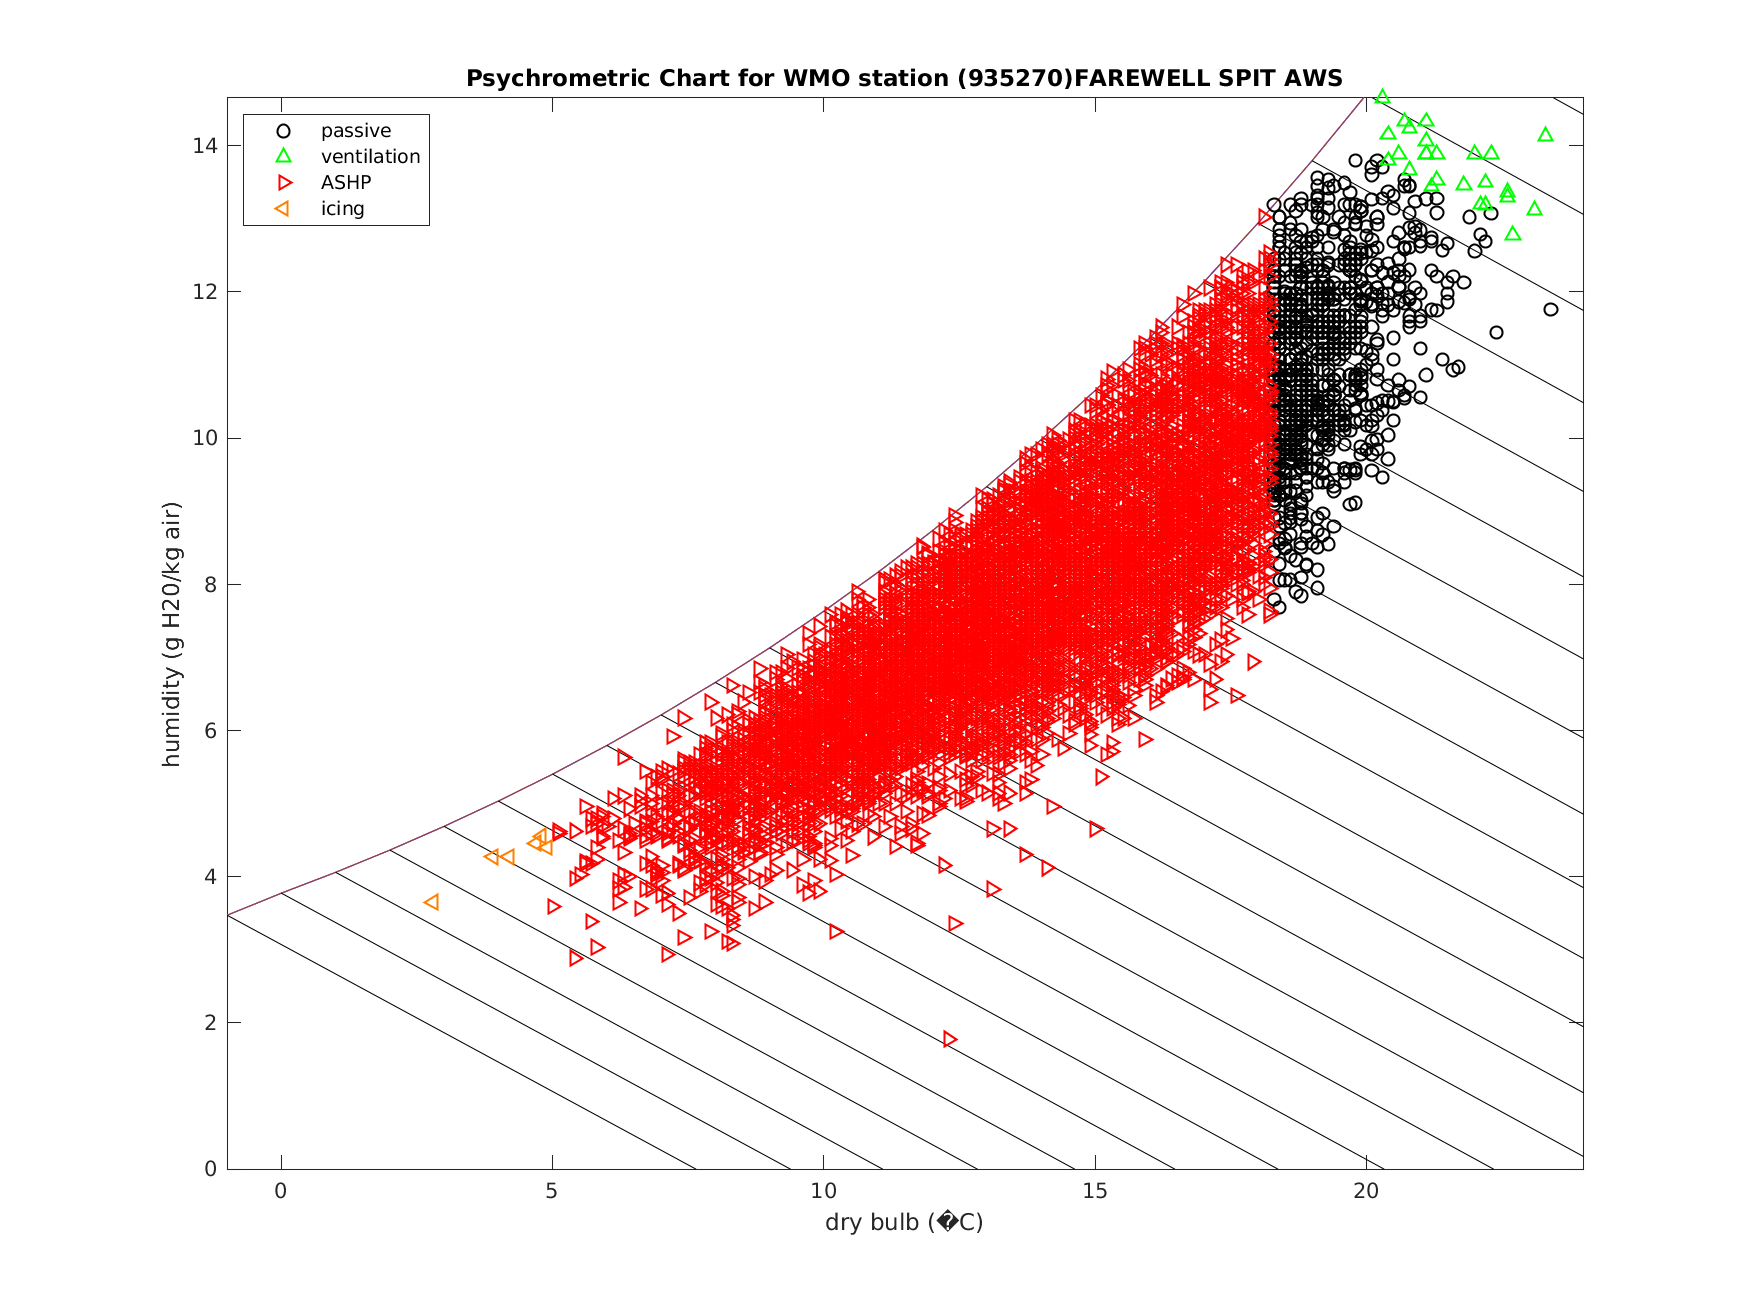 Psychrometric Chart for WMO station (935270)FAREWELL SPIT AWS
passive
ventilation
ASHP
icing
humidity (g H20/kg air)
14
12
10
8
6
4
2
0
0 5 10 15 20
dry bulb (�C)